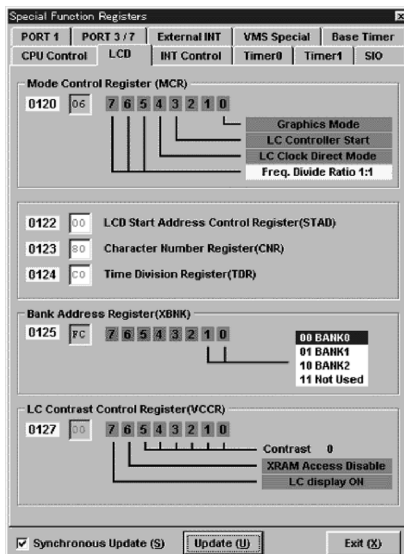 Special Function Registers
PORT 1 PORT 3 / 7 External INT VMS Special Base Timer
CPU Control LCD INT Control Timer0 Timer1 SIO
Mode Control Register (MCR)
0120 06 7 6 5 4 3 2 1 0
Graphics Mode
LC Controller Start
LC Clock Direct Mode
Freq. Divide Ratio 1:1
0122 00 LCD Start Address Control Register(STAD)
0123 80 Character Number Register(CNR)
0124 C0 Time Division Register(TDR)
Bank Address Register(XBNK)
0125 FC 7 6 5 4 3 2 1 0
00 BANK0
01 BANK1
10 BANK2
11 Not Used
LC Contrast Control Register(VCCR)
0127 00 7 6 5 4 3 2 1 0
Contrast 0
XRAM Access Disable
LC display ON
Synchronous Update (S) Update (U) Exit (X)